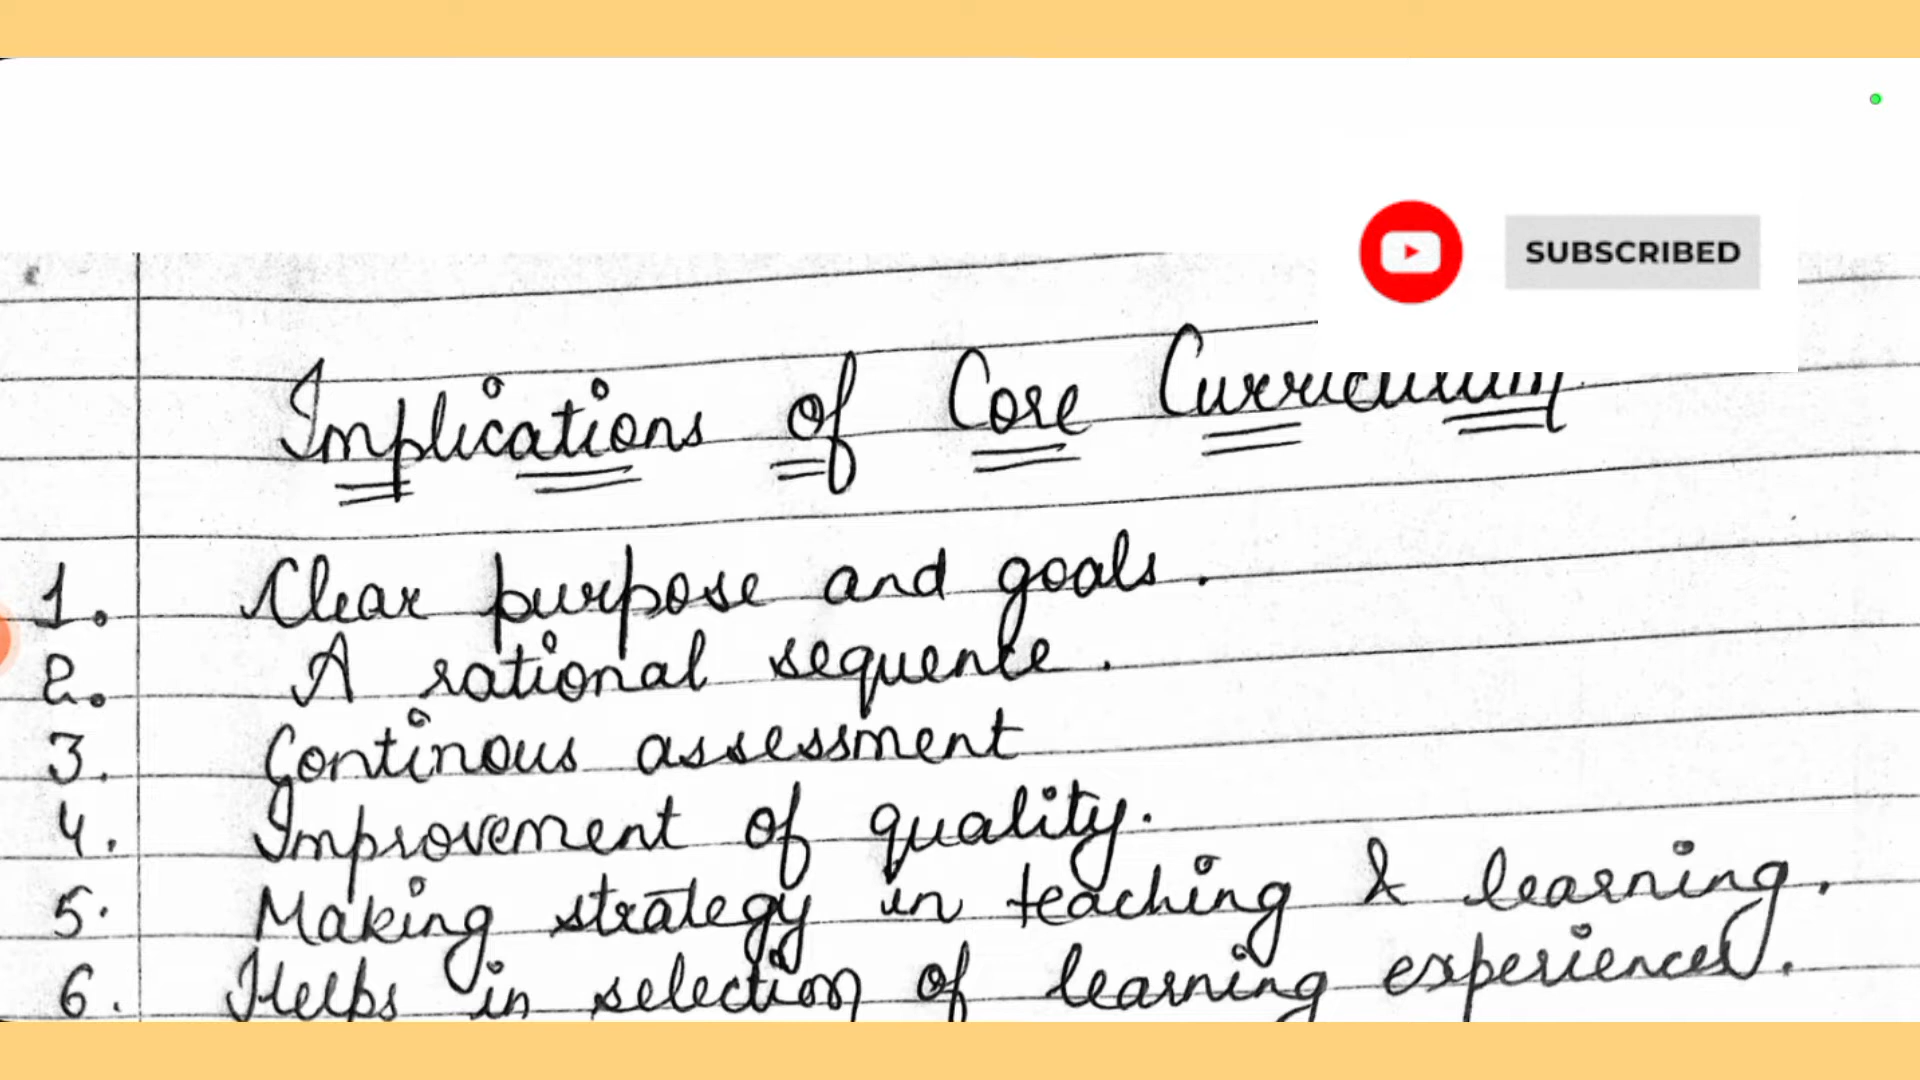 SUBSCRIBED
Implications of Core Curriculum
1. Clear purpose and goals.
2. A rational sequence.
3. Continous assessment
4. Improvement of quality.
5. Making strategy in teaching & learning.
6. Helps in selection of learning experiences.